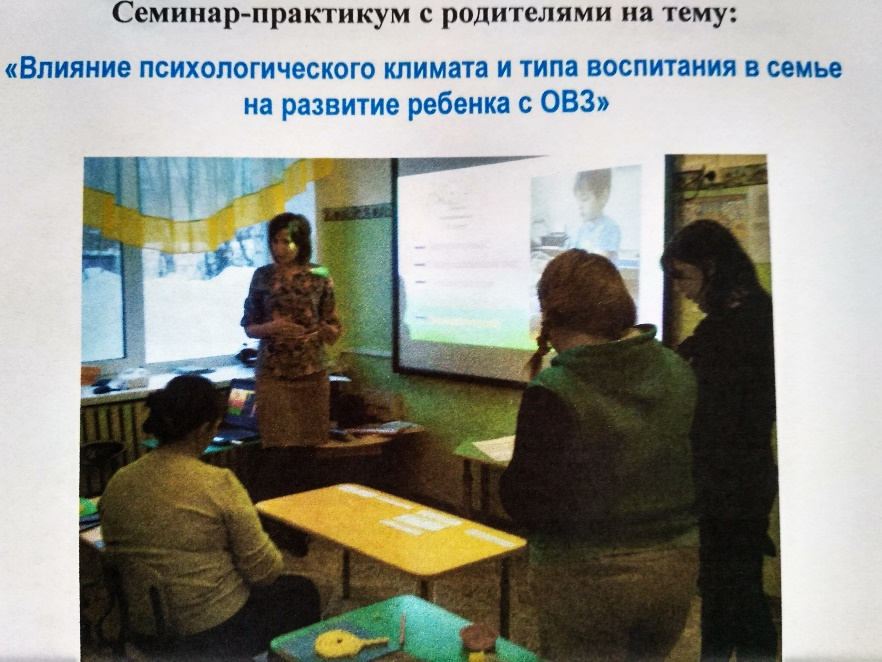 Семинар-практикум с родителями на тему:
«Влияние психологического климата и типа воспитания в семье
на развитие ребенка с ОВЗ»